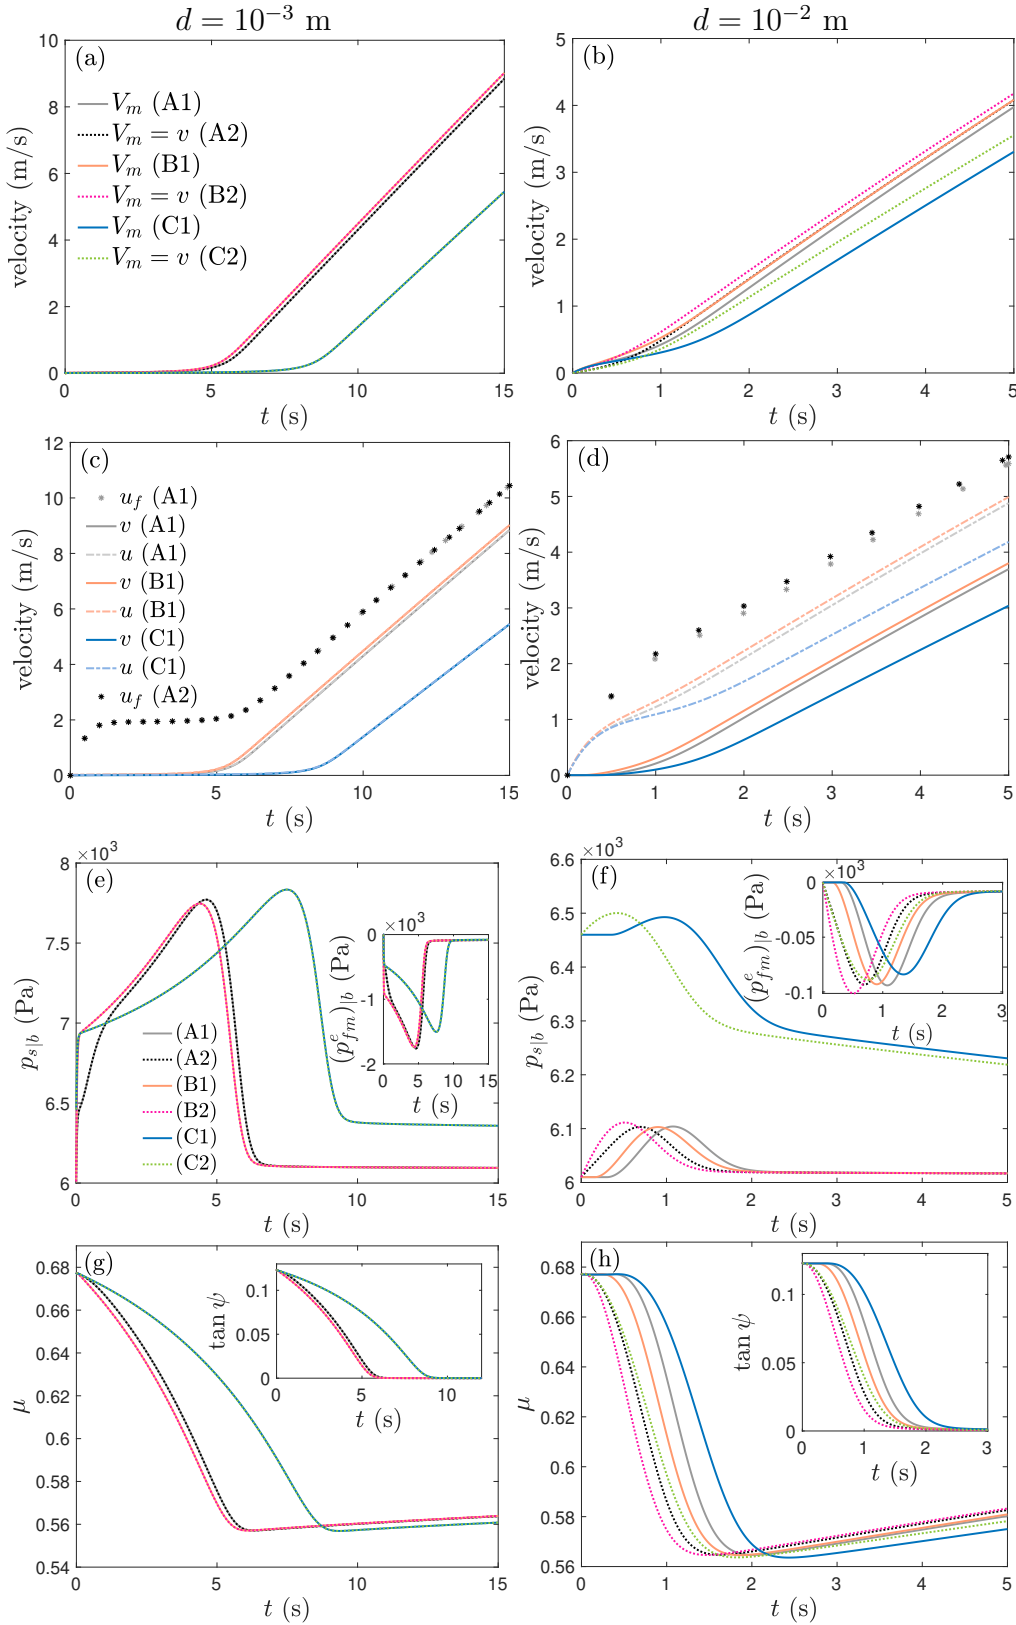 d = 10⁻³ m
d = 10⁻² m
(a)
velocity (m/s)
10
8
6
4
2
0
V_m (A1)
V_m = v (A2)
V_m (B1)
V_m = v (B2)
V_m (C1)
V_m = v (C2)
0 5 10 15
t (s)
(b)
velocity (m/s)
5
4
3
2
1
0
0 1 2 3 4 5
t (s)
(c)
velocity (m/s)
12
10
8
6
4
2
0
u_f (A1)
v (A1)
u (A1)
v (B1)
u (B1)
v (C1)
u (C1)
u_f (A2)
0 5 10 15
t (s)
(d)
velocity (m/s)
6
5
4
3
2
1
0
0 1 2 3 4 5
t (s)
×10³
(e)
p_{s|b} (Pa)
8
7.5
7
6.5
6
(A1)
(A2)
(B1)
(B2)
(C1)
(C2)
0 5 10 15
t (s)
×10³
(p^e_{fm})|_b (Pa)
0
-1
-2
0 5 10 15
t (s)
×10³
(f)
p_{s|b} (Pa)
6.6
6.5
6.4
6.3
6.2
6.1
6
0 1 2 3 4 5
t (s)
×10³
(p^e_{fm})|_b (Pa)
0
-0.05
-0.1
0 1 2 3
t (s)
(g)
μ
0.68
0.66
0.64
0.62
0.60
0.58
0.56
0.54
0 5 10 15
t (s)
tan ψ
0.1
0.05
0
0 5 10
t (s)
(h)
μ
0.68
0.66
0.64
0.62
0.60
0.58
0.56
0 1 2 3 4 5
t (s)
tan ψ
0.1
0.05
0
0 1 2 3
t (s)